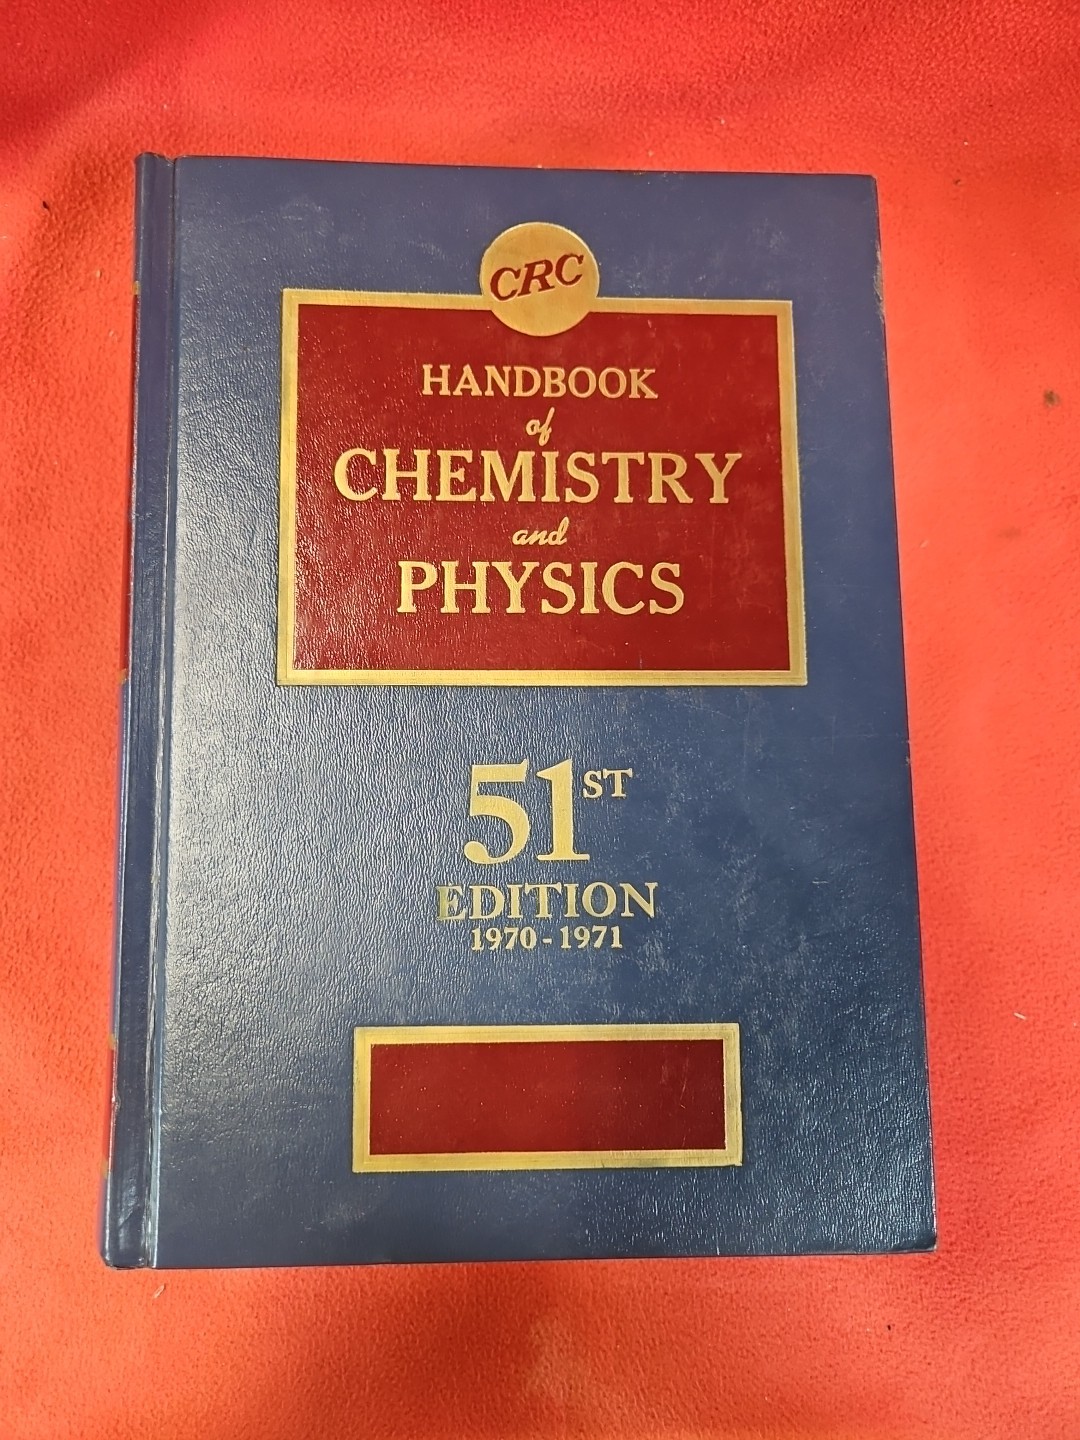 CRC
HANDBOOK
of
CHEMISTRY
and
PHYSICS
51ST
EDITION
1970-1971